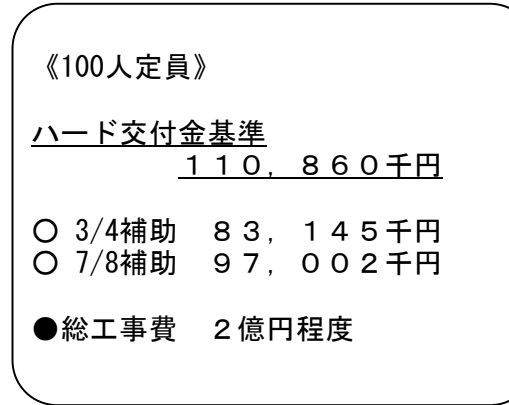 《100人定員》
ハード交付金基準
１１０，８６０千円
○ 3/4補助　８３，１４５千円
○ 7/8補助　９７，００２千円
●総工事費　２億円程度